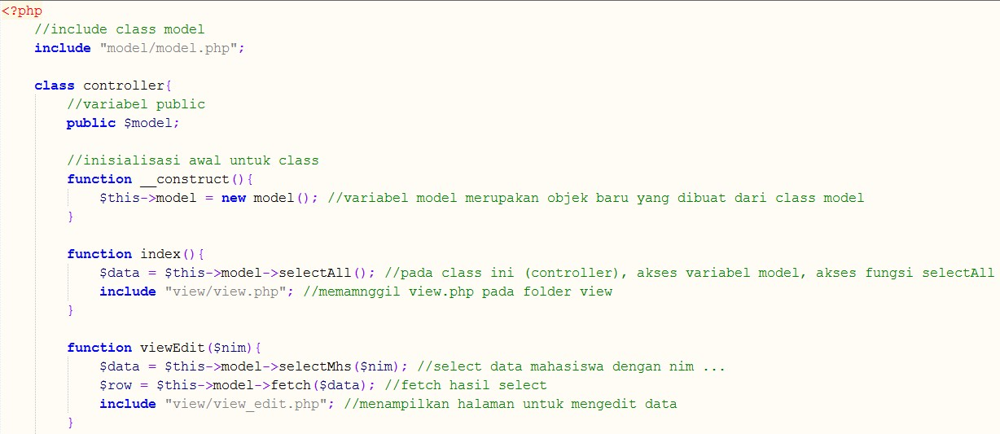 <?php
//include class model
include "model/model.php";
class controller{
//variabel public
public $model;
//inisialisasi awal untuk class
function __construct(){
$this->model = new model(); //variabel model merupakan objek baru yang dibuat dari class model
}
function index(){
$data = $this->model->selectAll(); //pada class ini (controller), akses variabel model, akses fungsi selectAll
include "view/view.php"; //memamnggil view.php pada folder view
}
function viewEdit($nim){
$data = $this->model->selectMhs($nim); //select data mahasiswa dengan nim ...
$row = $this->model->fetch($data); //fetch hasil select
include "view/view_edit.php"; //menampilkan halaman untuk mengedit data
}